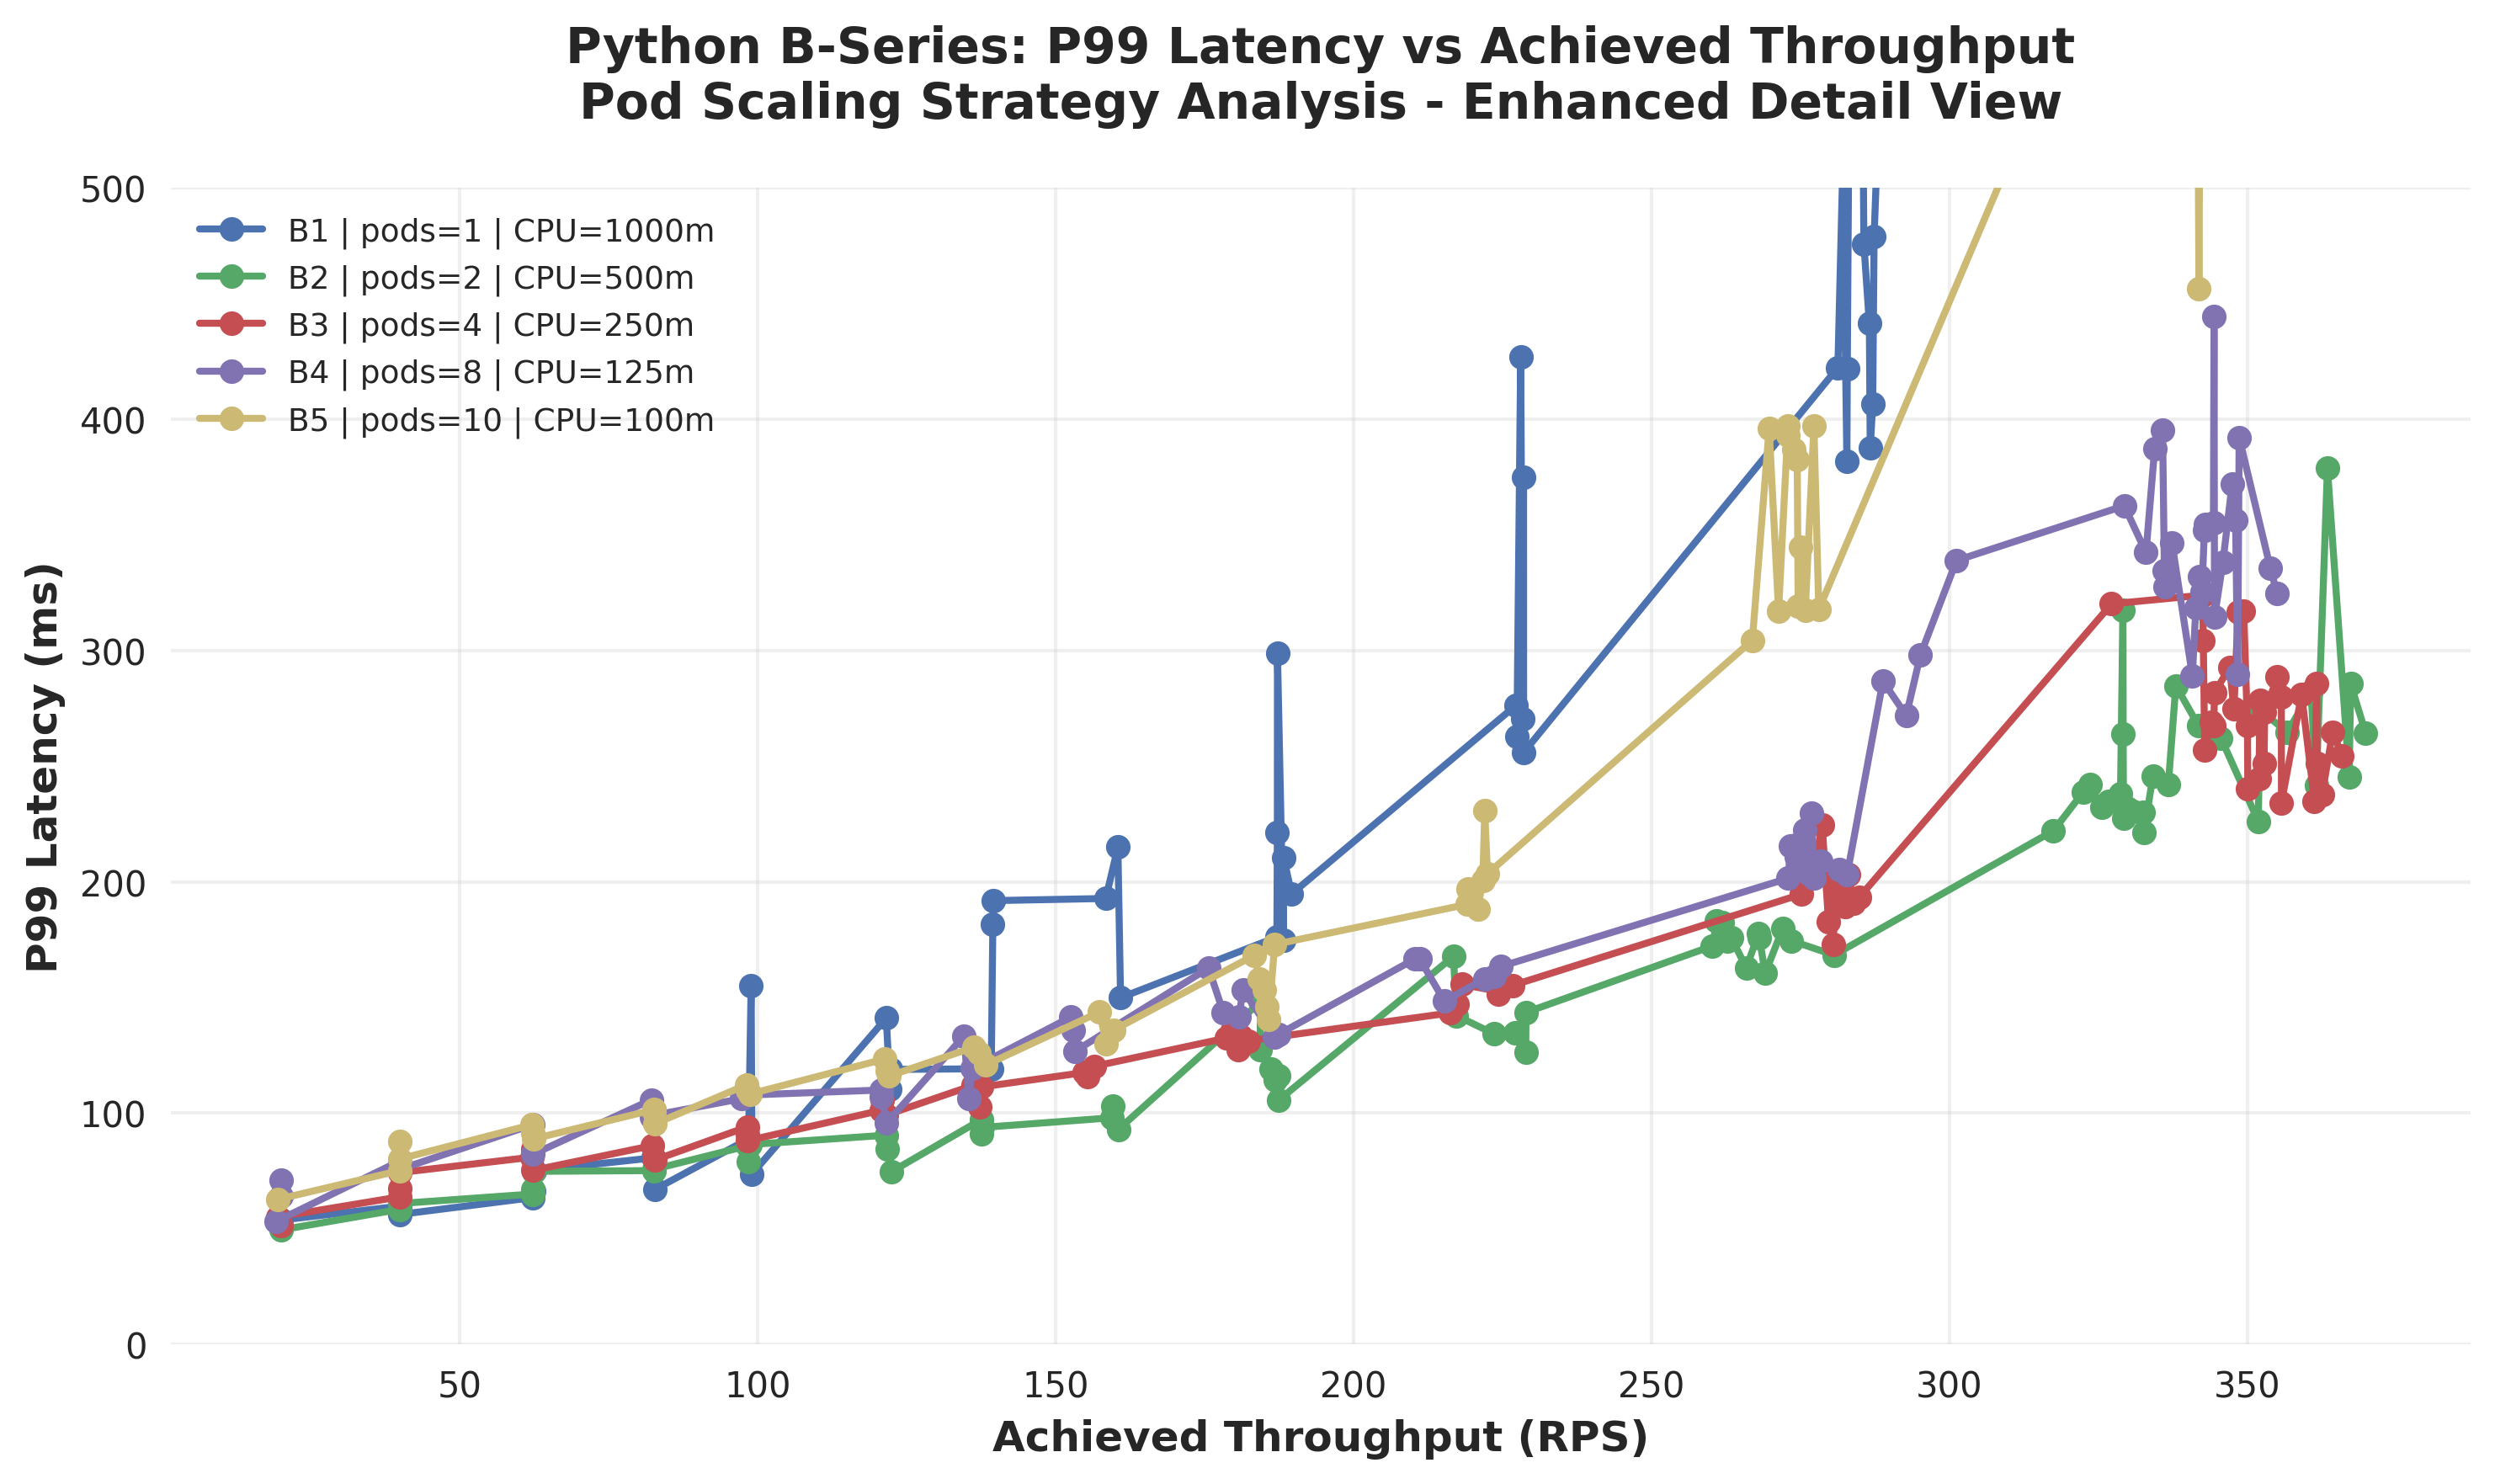 Python B-Series: P99 Latency vs Achieved Throughput
Pod Scaling Strategy Analysis - Enhanced Detail View
500
400
300
200
100
0
P99 Latency (ms)
B1 | pods=1 | CPU=1000m
B2 | pods=2 | CPU=500m
B3 | pods=4 | CPU=250m
B4 | pods=8 | CPU=125m
B5 | pods=10 | CPU=100m
50 100 150 200 250 300 350
Achieved Throughput (RPS)